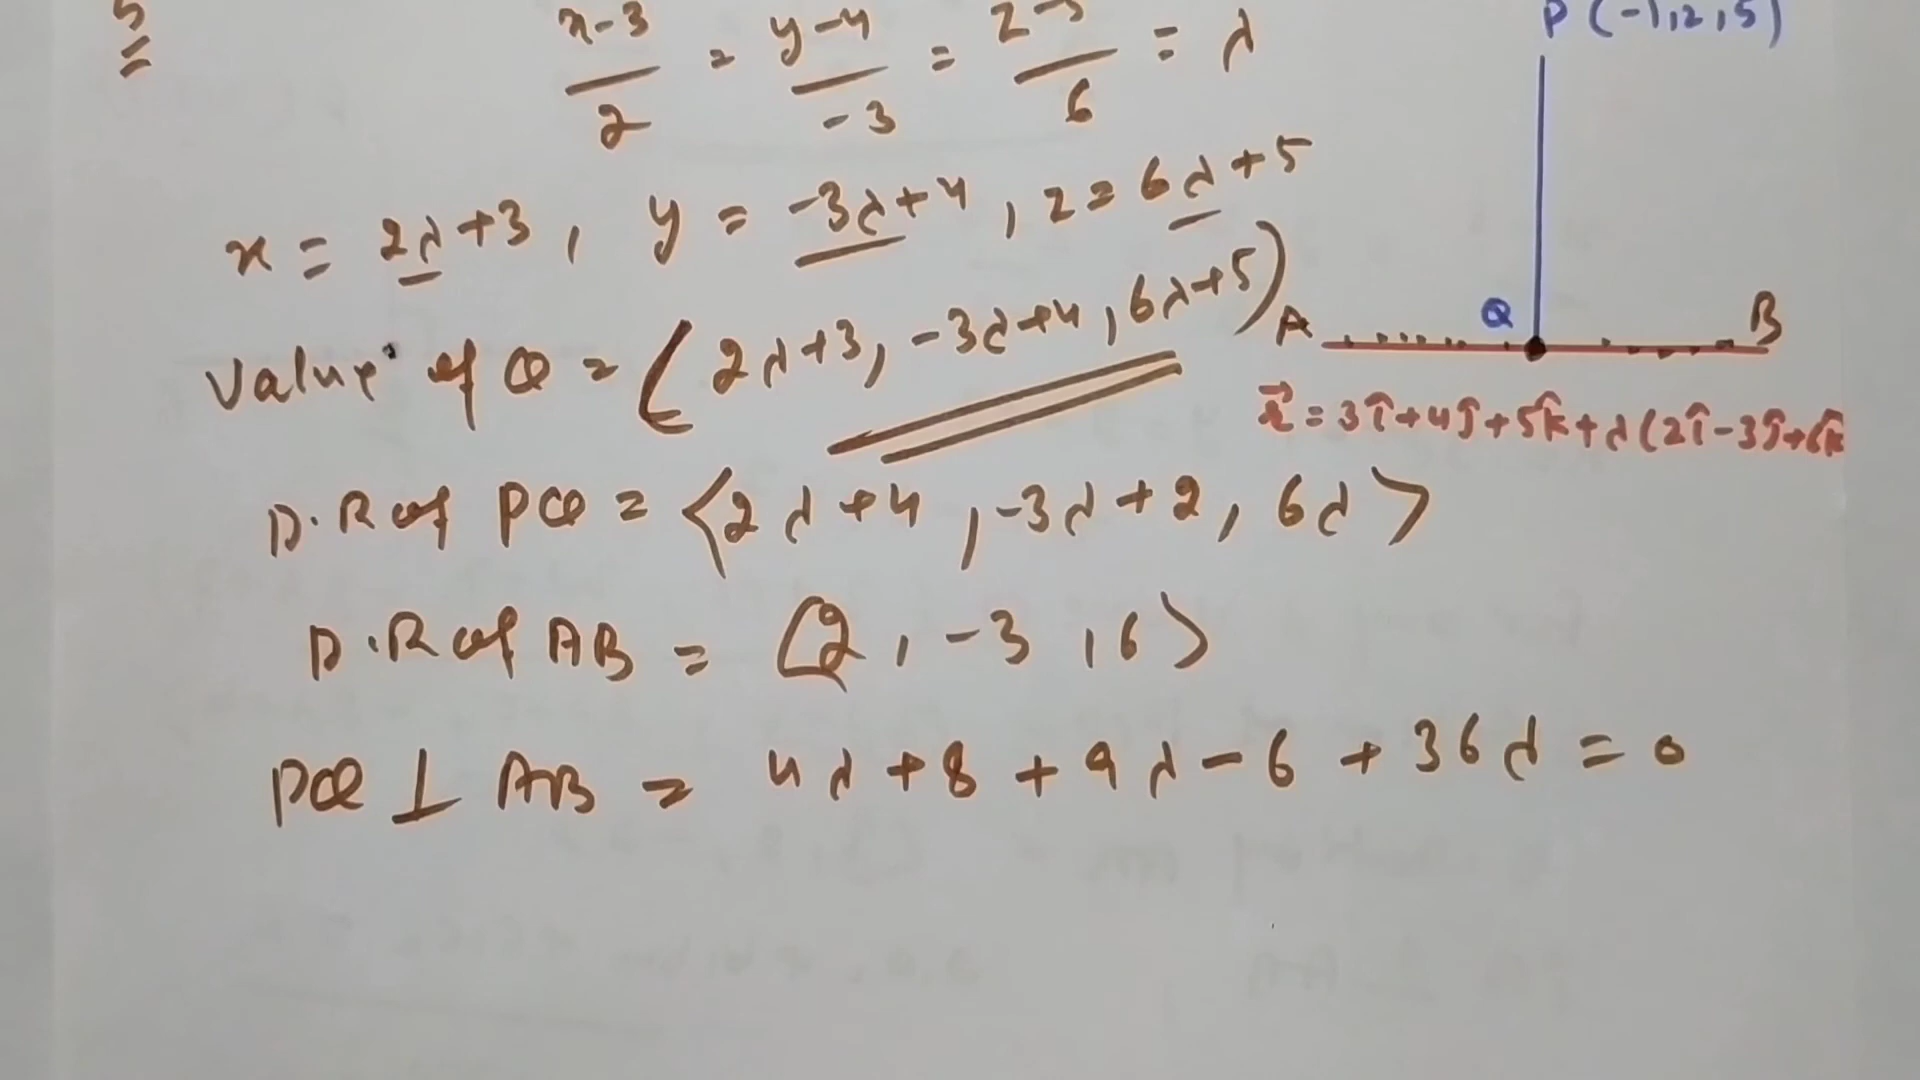 5
x-3/2 = y-4/-3 = z-5/6 = λ
x = 2λ+3, y = -3λ+4, z = 6λ+5
Value of Q = (2λ+3, -3λ+4, 6λ+5)
D.R of PQ = <2λ+4, -3λ+2, 6λ>
D.R of AB = <2, -3, 6>
PQ ⊥ AB = 4λ+8+9λ-6+36λ = 0
P(-1,2,5)
Q
A
B
r⃗ = 3î+4ĵ+5k̂+λ(2î-3ĵ+6k̂